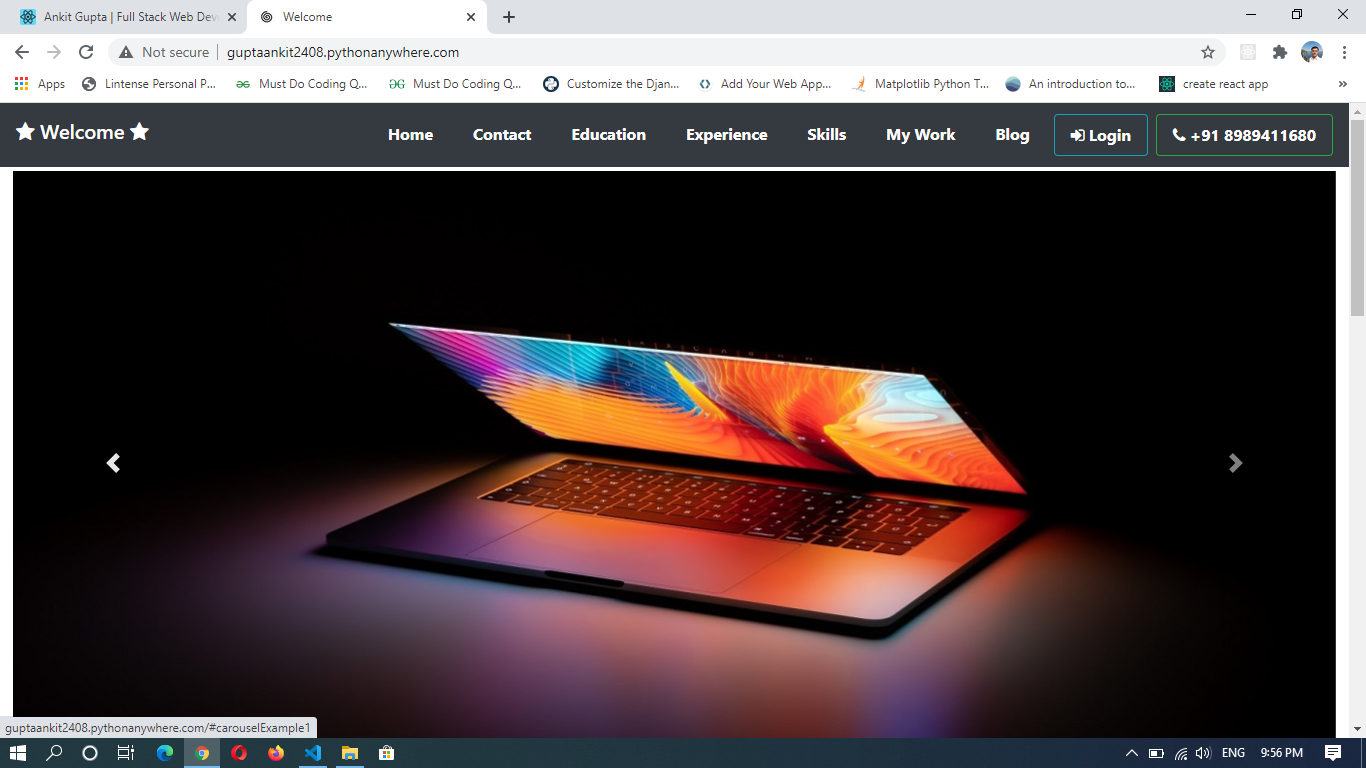 Ankit Gupta | Full Stack Web Dev
Welcome
Not secure
guptaankit2408.pythonanywhere.com
Apps
Lintense Personal P...
Must Do Coding Q...
Must Do Coding Q...
Customize the Djan...
Add Your Web App...
Matplotlib Python T...
An introduction to...
create react app
»
Welcome
Home
Contact
Education
Experience
Skills
My Work
Blog
Login
+91 8989411680
guptaankit2408.pythonanywhere.com/#carouselExample1
ENG
9:56 PM